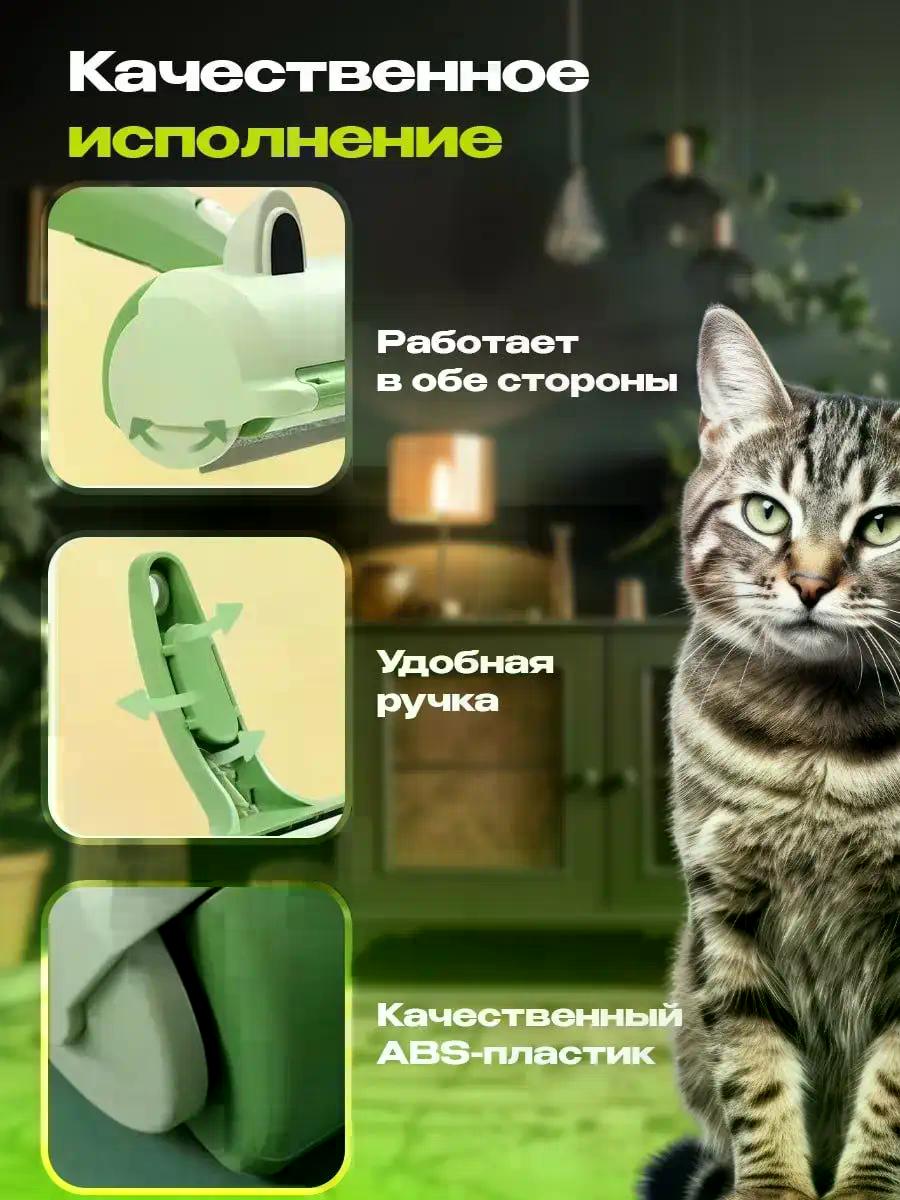 Качественное
исполнение
Работает
в обе стороны
Удобная
ручка
Качественный
ABS-пластик